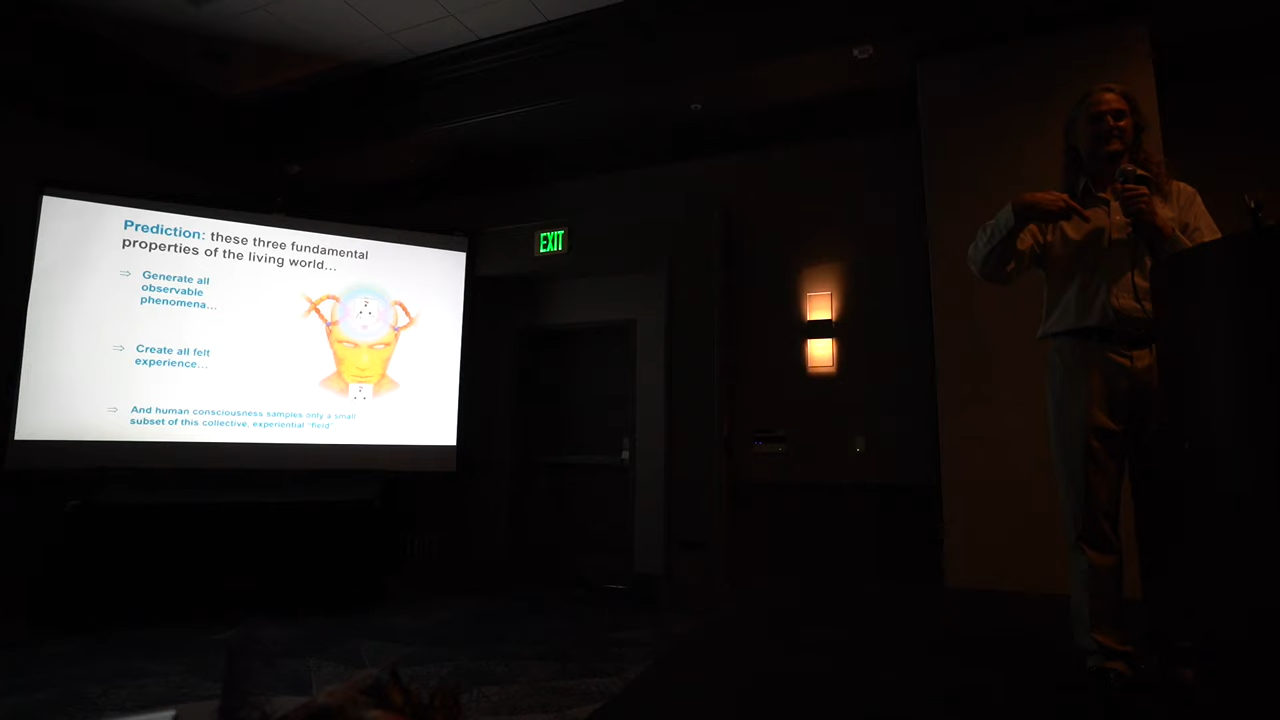 Prediction: these three fundamental
properties of the living world…
⇒ Generate all
observable
phenomena…
⇒ Create all felt
experience…
⇒ And human consciousness samples only a small
subset of this collective, experiential "field"
EXIT